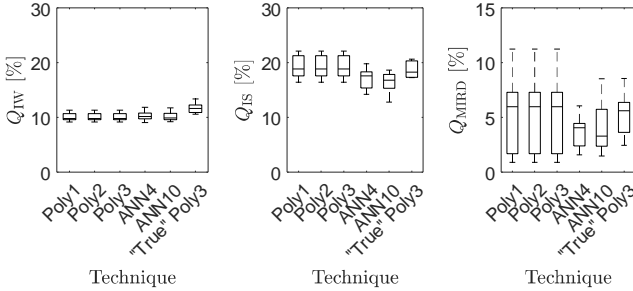 30
20
10
0
Q_IW [%]
Poly1
Poly2
Poly3
ANN4
ANN10
"True" Poly3
Technique
30
20
10
0
Q_IS [%]
Poly1
Poly2
Poly3
ANN4
ANN10
"True" Poly3
Technique
15
10
5
0
Q_MIRD [%]
Poly1
Poly2
Poly3
ANN4
ANN10
"True" Poly3
Technique